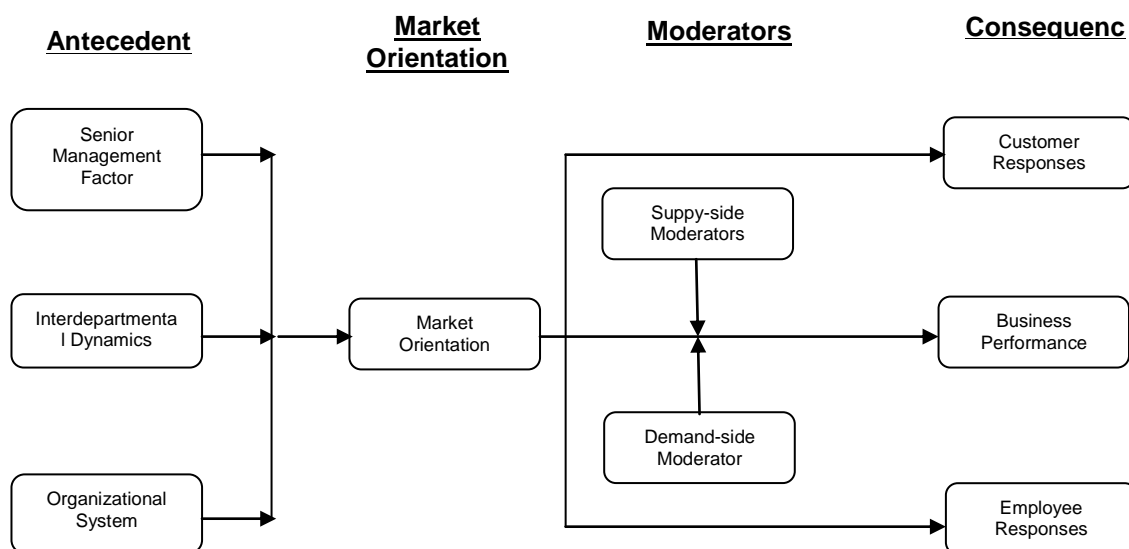 Antecedent
Market
Orientation
Moderators
Consequenc
Senior
Management
Factor
Customer
Responses
Suppy-side
Moderators
Interdepartmenta
l Dynamics
Market
Orientation
Business
Performance
Demand-side
Moderator
Organizational
System
Employee
Responses